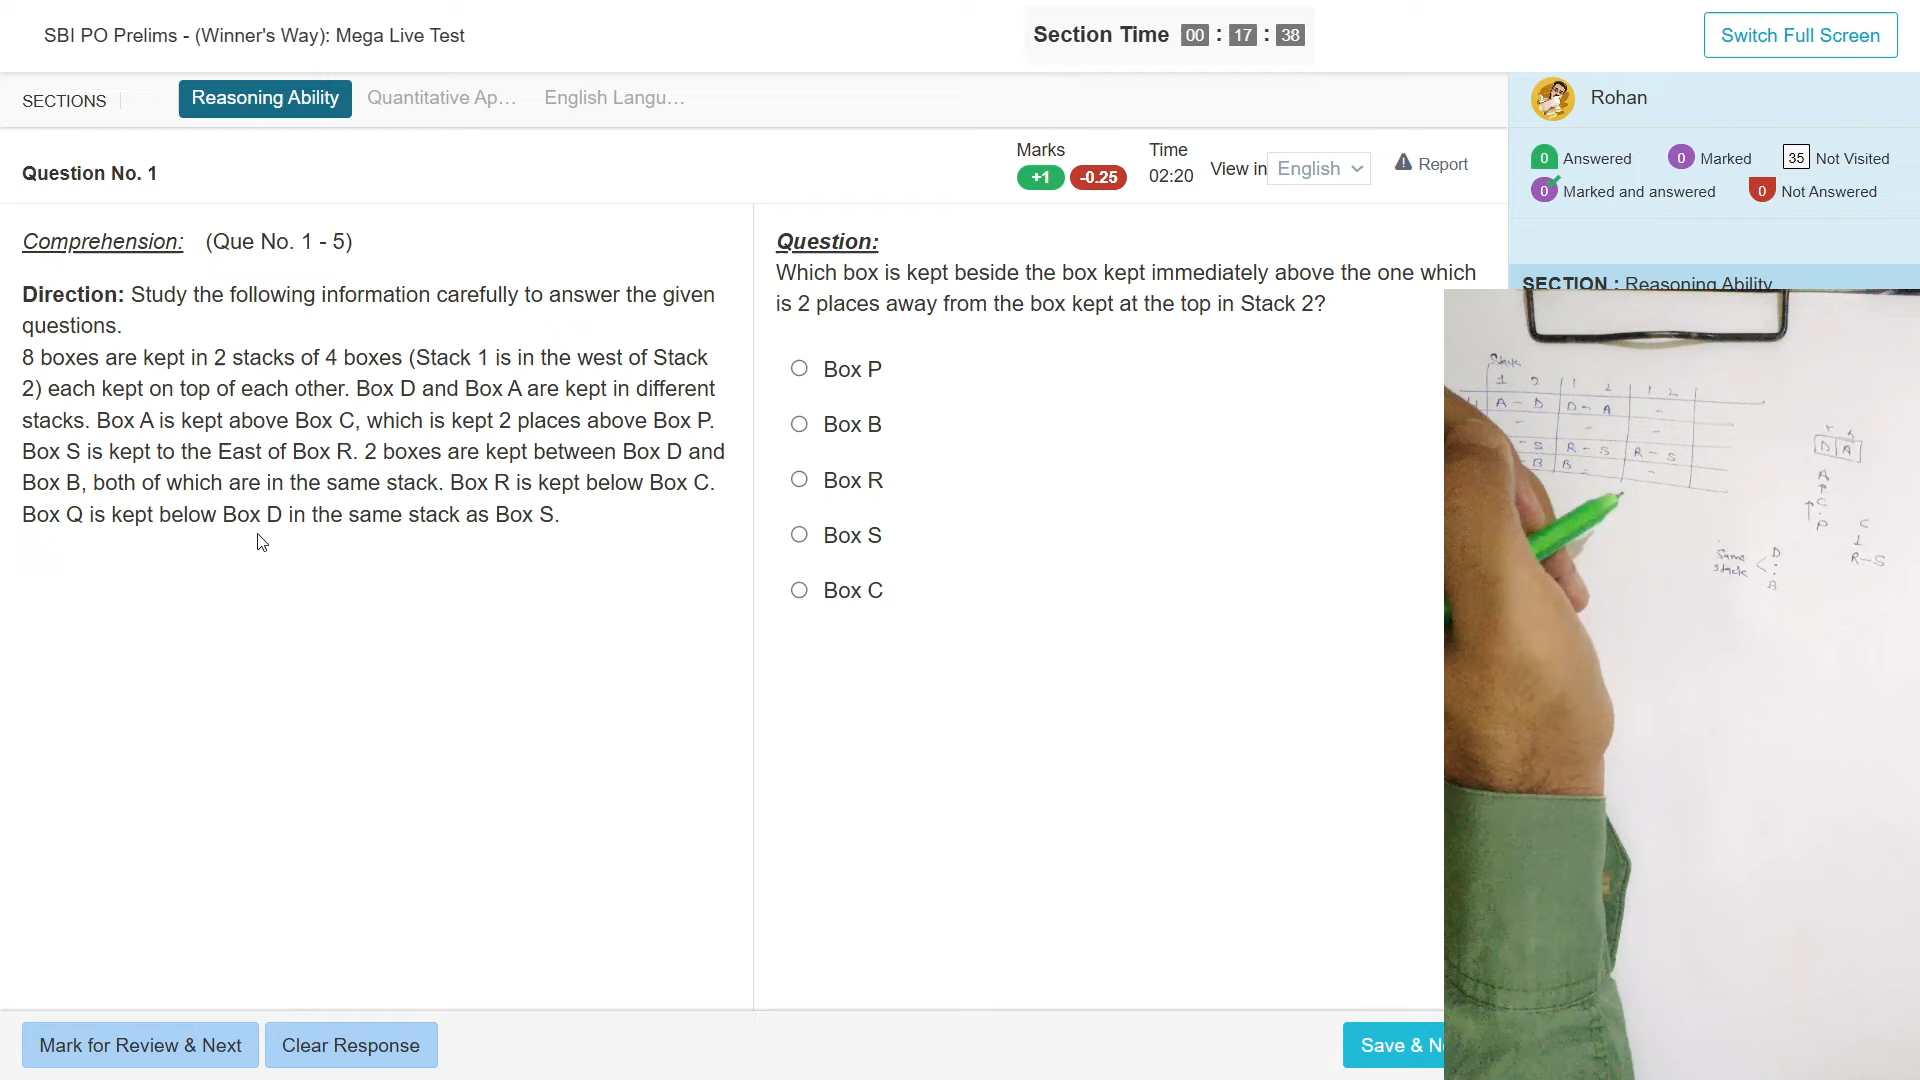 SBI PO Prelims - (Winner's Way): Mega Live Test
Section Time 00 : 17 : 38
Switch Full Screen
SECTIONS
Reasoning Ability
Quantitative Ap...
English Langu...
Rohan
Question No. 1
Marks
+1 -0.25
Time
02:20
View in English
Report
0 Answered
0 Marked
35 Not Visited
0 Marked and answered
0 Not Answered
SECTION : Reasoning Ability
Comprehension: (Que No. 1 - 5)
Direction: Study the following information carefully to answer the given
questions.
8 boxes are kept in 2 stacks of 4 boxes (Stack 1 is in the west of Stack
2) each kept on top of each other. Box D and Box A are kept in different
stacks. Box A is kept above Box C, which is kept 2 places above Box P.
Box S is kept to the East of Box R. 2 boxes are kept between Box D and
Box B, both of which are in the same stack. Box R is kept below Box C.
Box Q is kept below Box D in the same stack as Box S.
Question:
Which box is kept beside the box kept immediately above the one which
is 2 places away from the box kept at the top in Stack 2?
Box P
Box B
Box R
Box S
Box C
Mark for Review & Next
Clear Response
Save &
Stack
1 2 1 2 1 2
A - D D - A -
- - -
- S R - S R - S
B B - -
D A
A
C
P
C
R - S
Same
stack
D
B